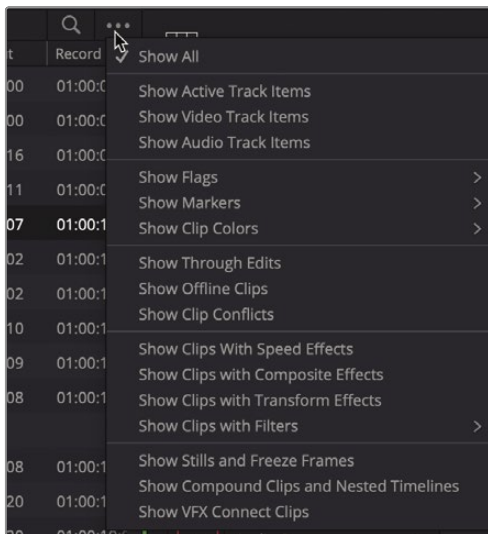 t Record
Show All
00 01:00:0
Show Active Track Items
00 01:00:0
Show Video Track Items
Show Audio Track Items
16 01:00:0
Show Flags
11 01:00:0
Show Markers
07 01:00:1
Show Clip Colors
02 01:00:1
Show Through Edits
02 01:00:1
Show Offline Clips
10 01:00:1
Show Clip Conflicts
09 01:00:1
Show Clips With Speed Effects
Show Clips with Composite Effects
08 01:00:1
Show Clips with Transform Effects
Show Clips with Filters
08 01:00:1
Show Stills and Freeze Frames
Show Compound Clips and Nested Timelines
20 01:00:1
Show VFX Connect Clips